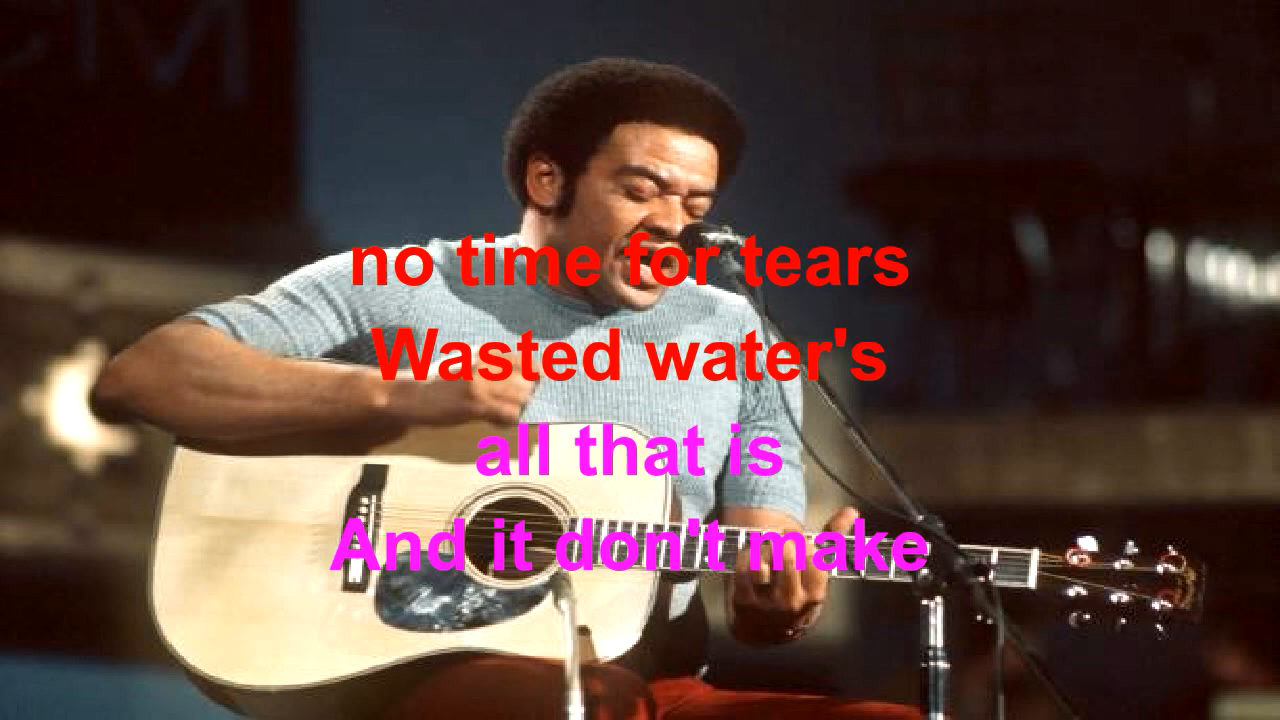 no time for tears
Wasted water's
all that is
And it don't make